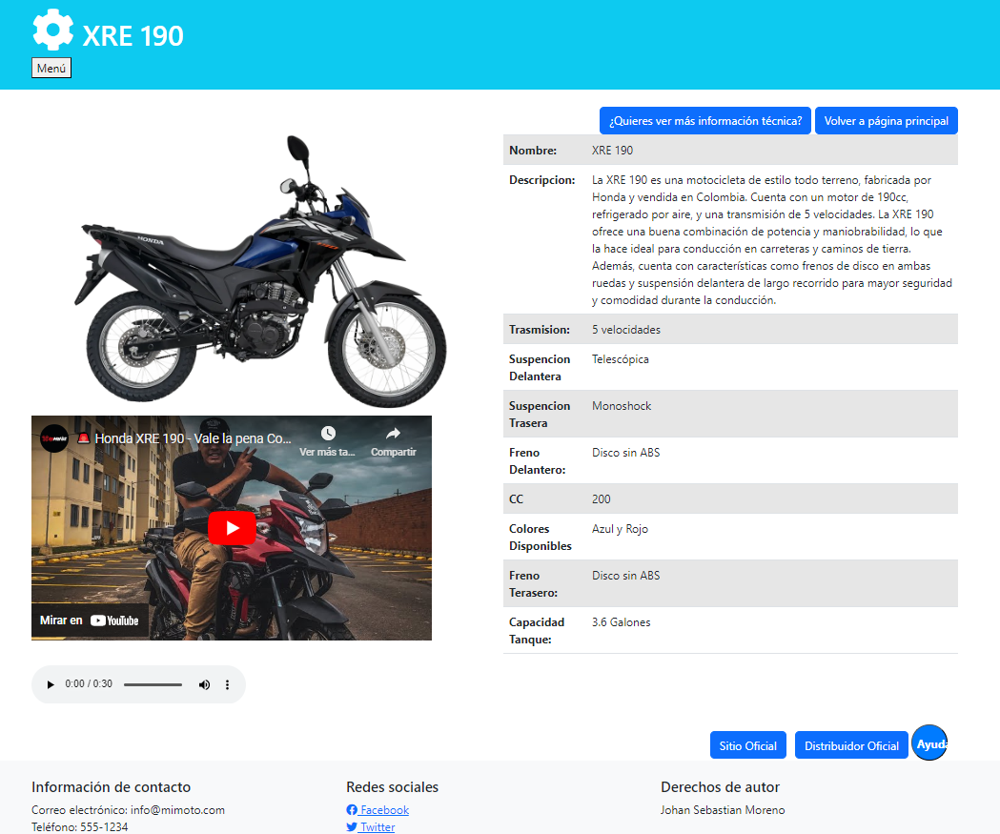 XRE 190
Menú
¿Quieres ver más información técnica?
Volver a página principal
HONDA
XRE
Nombre: XRE 190
Descripcion: La XRE 190 es una motocicleta de estilo todo terreno, fabricada por
Honda y vendida en Colombia. Cuenta con un motor de 190cc,
refrigerado por aire, y una transmisión de 5 velocidades. La XRE 190
ofrece una buena combinación de potencia y maniobrabilidad, lo que
la hace ideal para conducción en carreteras y caminos de tierra.
Además, cuenta con características como frenos de disco en ambas
ruedas y suspensión delantera de largo recorrido para mayor seguridad
y comodidad durante la conducción.
Trasmision: 5 velocidades
Suspencion Telescópica
Delantera
Suspencion Monoshock
Trasera
Freno Disco sin ABS
Delantero:
CC 200
Colores Azul y Rojo
Disponibles
Freno Disco sin ABS
Terasero:
Capacidad 3.6 Galones
Tanque:
Honda XRE 190 - Vale la pena Co...
Ver más ta...
Compartir
Mirar en YouTube
0:00 / 0:30
Sitio Oficial
Distribuidor Oficial
Ayuda
Información de contacto
Correo electrónico: info@mimoto.com
Teléfono: 555-1234
Redes sociales
Facebook
Twitter
Derechos de autor
Johan Sebastian Moreno